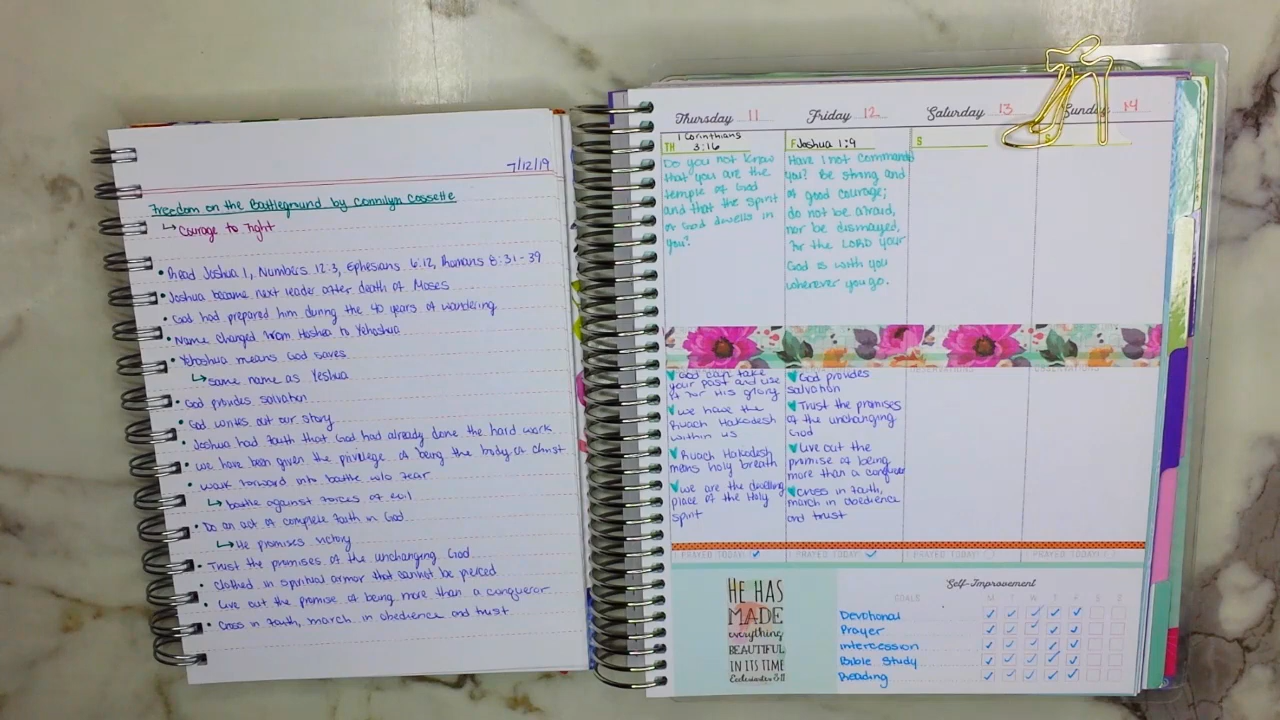 7/12/19
Freedom on the Battleground by Connilyn Cossette
↳ Courage to Fight
• Read Joshua 1, Numbers 12:3, Ephesians 6:12, Romans 8:31-39
• Joshua became next leader after death of Moses
• God had prepared him during the 40 years of wandering
• Name changed from Hoshea to Yehoshua
• Yehoshua means God saves
↳ same name as Yeshua
• God provides salvation
• God writes out our story
• Joshua had faith that God had already done the hard work
• we have been given the privilege of being the body of Christ
• walk forward into battle w/o fear
↳ battle against forces of evil
• Do an act of complete faith in God
↳ He promises victory
• Trust the promises of the unchanging God
• clothed in spiritual armor that cannot be pierced
• Live out the promise of being more than a conqueror
• Cross in faith, march in obedience and trust
Thursday 11
TH 1 Corinthians
3:16
Do you not know
that you are the
temple of God
and that the spirit
of God dwells in
you?
God can take
your past and use
it for His glory
we have the
Ruach Hakodesh
within us
Ruach Hakodesh
means holy breath
we are the dwelling
place of the Holy
Spirit
PRAYED TODAY ✓
Friday 12
F Joshua 1:9
Have I not commanded
you? Be strong and
of good courage;
do not be afraid,
nor be dismayed,
for the LORD your
God is with you
wherever you go.
God provides
salvation
Trust the promises
of the unchanging
God
Live out the
promise of being
more than a conqueror
Cross in faith,
march in obedience
and trust
PRAYED TODAY ✓
Saturday 13
S
PRAYED TODAY
Sunday 14
S
PRAYED TODAY
HE HAS
MADE
everything
BEAUTIFUL
IN ITS TIME
Ecclesiastes 3:11
Self-Improvement
GOALS M T W T F S S
Devotional ✓ ✓ ✓ ✓ ✓
Prayer ✓ ✓ ✓ ✓ ✓
Intercession ✓ ✓ ✓ ✓ ✓
Bible Study ✓ ✓ ✓ ✓ ✓
Reading ✓ ✓ ✓ ✓ ✓